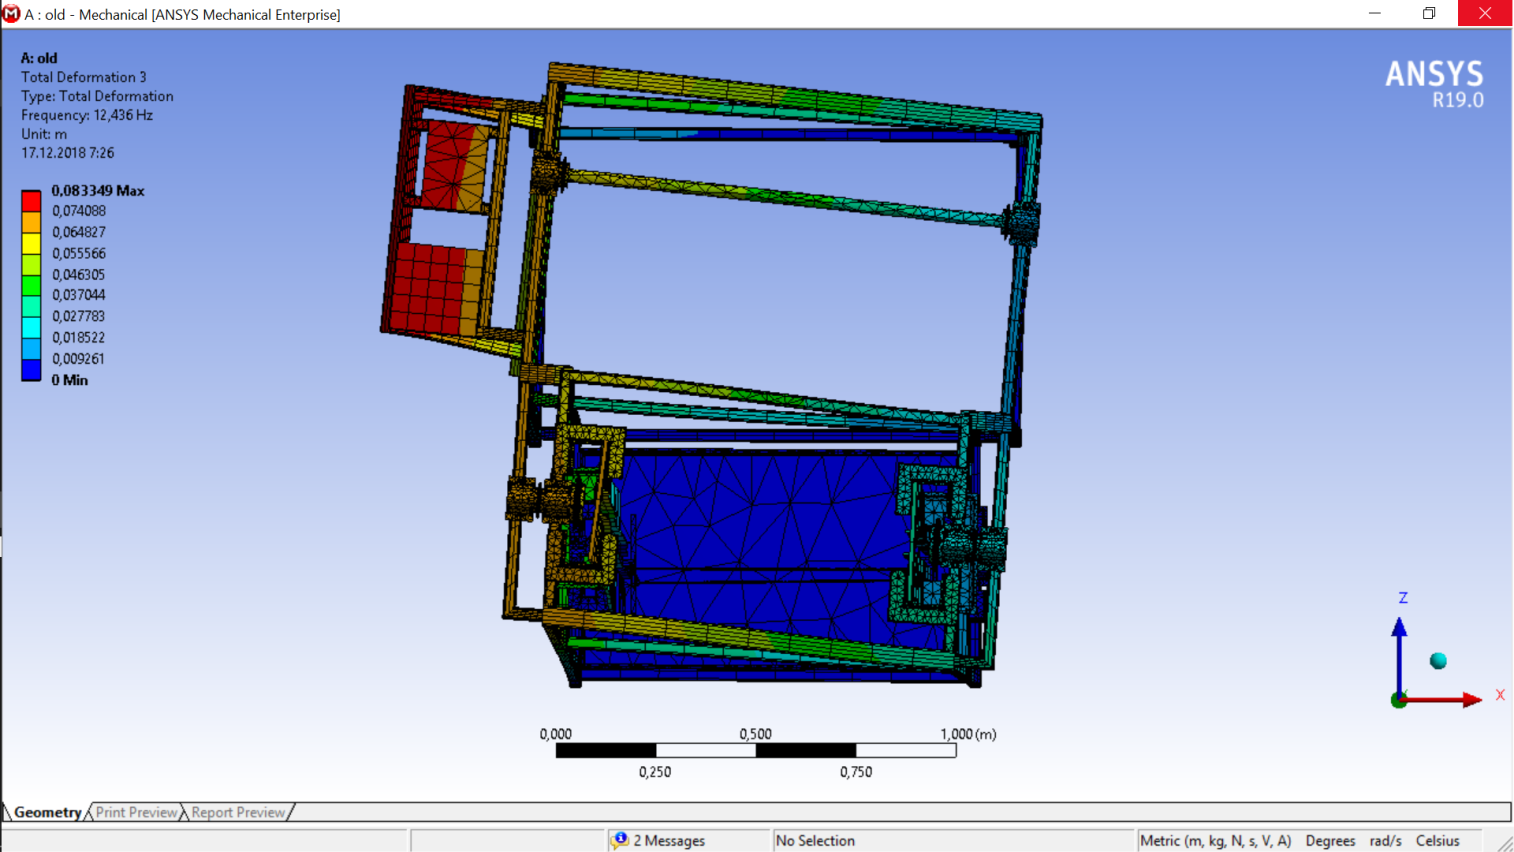 A : old - Mechanical [ANSYS Mechanical Enterprise]
A: old
Total Deformation 3
Type: Total Deformation
Frequency: 12,436 Hz
Unit: m
17.12.2018 7:26
ANSYS
R19.0
0,083349 Max
0,074088
0,064827
0,055566
0,046305
0,037044
0,027783
0,018522
0,009261
0 Min
Z
X
0,000 0,500 1,000 (m)
0,250 0,750
Geometry Print Preview Report Preview
2 Messages No Selection Metric (m, kg, N, s, V, A) Degrees rad/s Celsius